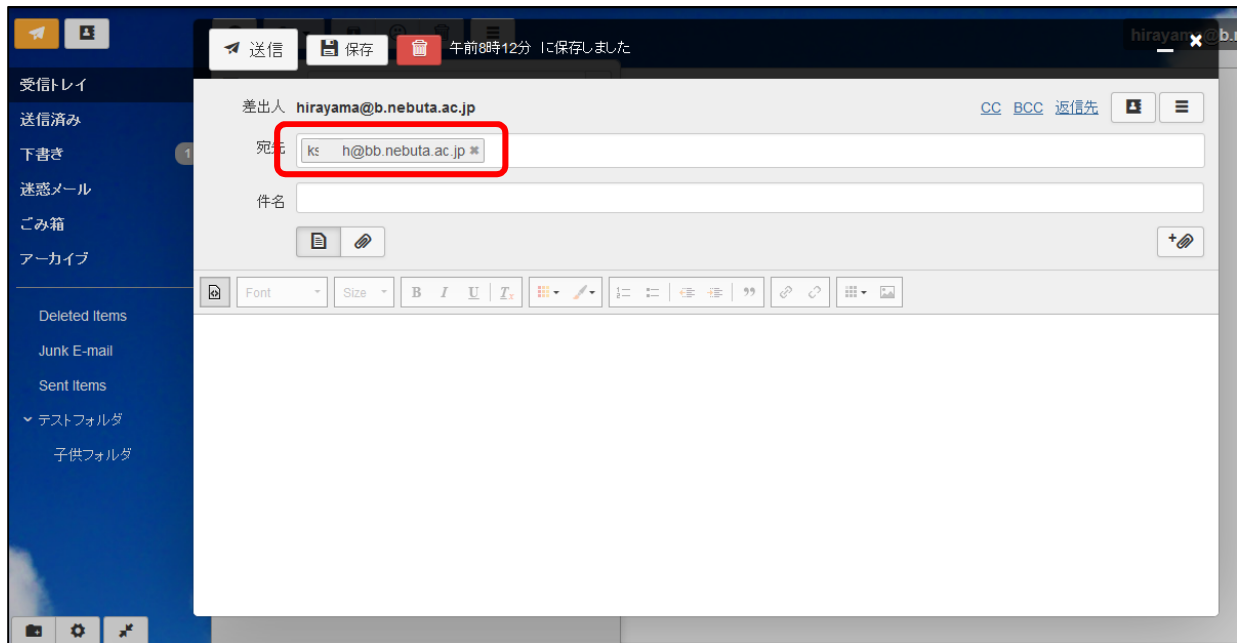 送信 保存 午前8時12分 に保存しました
受信トレイ
送信済み
下書き 1
迷惑メール
ごみ箱
アーカイブ
Deleted Items
Junk E-mail
Sent Items
テストフォルダ
子供フォルダ
差出人 hirayama@b.nebuta.ac.jp CC BCC 返信先
宛先 ks h@bb.nebuta.ac.jp
件名
Font Size B I U Tx